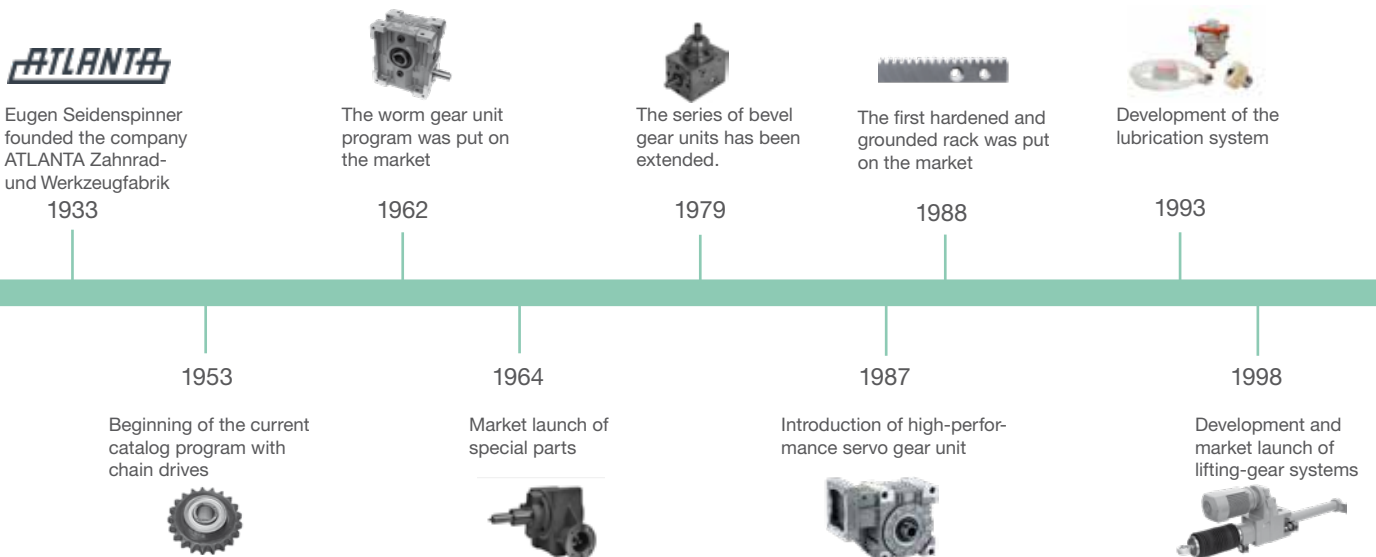 ATLANTA
Eugen Seidenspinner
founded the company
ATLANTA Zahnrad-
und Werkzeugfabrik
1933
The worm gear unit
program was put on
the market
1962
The series of bevel
gear units has been
extended.
1979
The first hardened and
grounded rack was put
on the market
1988
Development of the
lubrication system
1993
1953
Beginning of the current
catalog program with
chain drives
1964
Market launch of
special parts
1987
Introduction of high-perfor-
mance servo gear unit
1998
Development and
market launch of
lifting-gear systems